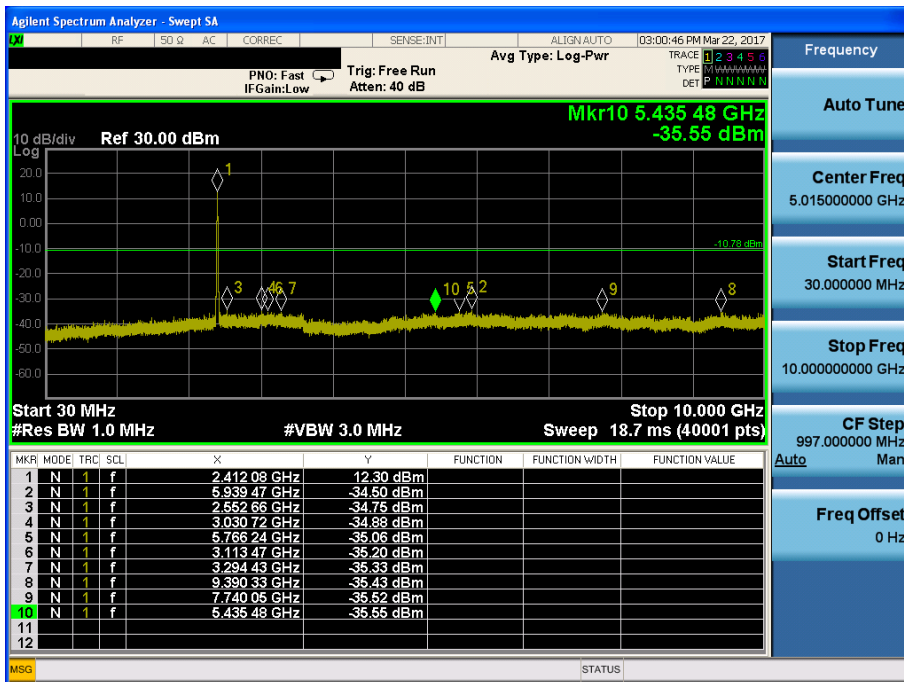 Agilent Spectrum Analyzer - Swept SA
LXI RF 50 Ω AC CORREC SENSE:INT ALIGN AUTO 03:00:46 PM Mar 22, 2017
PNO: Fast
IFGain:Low
Trig: Free Run
Atten: 40 dB
Avg Type: Log-Pwr
TRACE 1 2 3 4 5 6
TYPE M
DET P N N N N N
Mkr10 5.435 48 GHz
-35.55 dBm
10 dB/div Ref 30.00 dBm
Log
20.0
10.0
0.00
-10.0
-20.0
-30.0
-40.0
-50.0
-60.0
-10.78 dBm
1
3 4 6 7 10 5 2 9 8
Start 30 MHz Stop 10.000 GHz
#Res BW 1.0 MHz #VBW 3.0 MHz Sweep 18.7 ms (40001 pts)
MKR MODE TRC SCL X Y FUNCTION FUNCTION WIDTH FUNCTION VALUE
1 N 1 f 2.412 08 GHz 12.30 dBm
2 N 1 f 5.939 47 GHz -34.50 dBm
3 N 1 f 2.552 66 GHz -34.75 dBm
4 N 1 f 3.030 72 GHz -34.88 dBm
5 N 1 f 5.766 24 GHz -35.06 dBm
6 N 1 f 3.113 47 GHz -35.20 dBm
7 N 1 f 3.294 43 GHz -35.33 dBm
8 N 1 f 9.390 33 GHz -35.43 dBm
9 N 1 f 7.740 05 GHz -35.52 dBm
10 N 1 f 5.435 48 GHz -35.55 dBm
11
12
MSG STATUS
Frequency
Auto Tune
Center Freq
5.015000000 GHz
Start Freq
30.000000 MHz
Stop Freq
10.000000000 GHz
CF Step
997.000000 MHz
Auto Man
Freq Offset
0 Hz